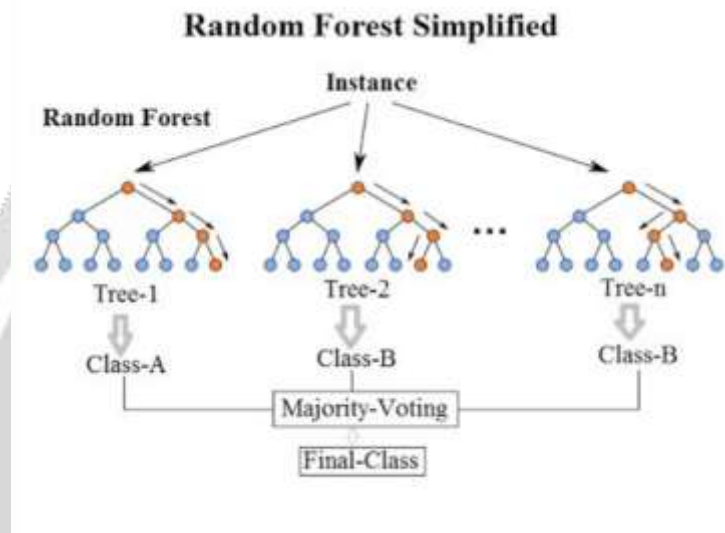 Random Forest Simplified
Instance
Random Forest
...
Tree-1 Tree-2 Tree-n
Class-A Class-B Class-B
Majority-Voting
Final-Class